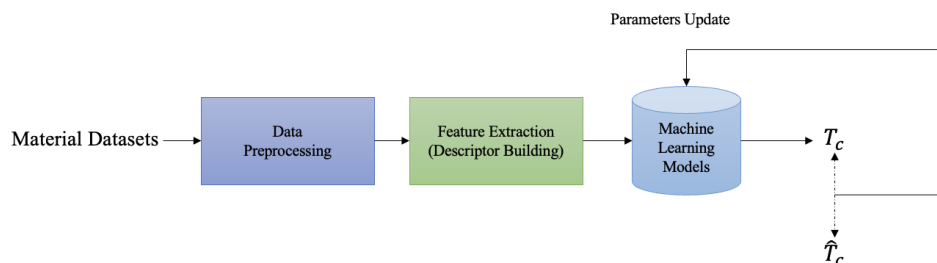 Parameters Update
Material Datasets
Data
Preprocessing
Feature Extraction
(Descriptor Building)
Machine
Learning
Models
T_c
T̂_c